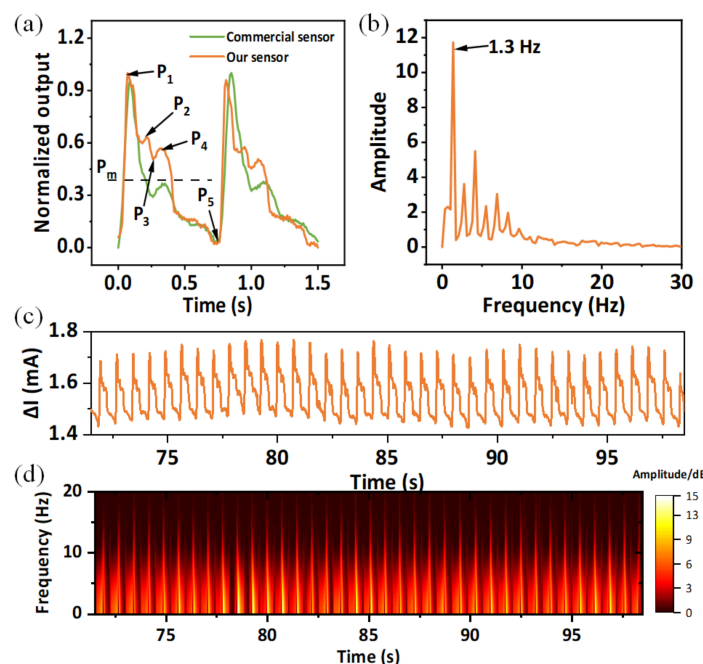 (a)
Commercial sensor
Our sensor
P1
P2
P4
Pm
P3
P5
Normalized output
1.2
0.9
0.6
0.3
0.0
0.0 0.5 1.0 1.5
Time (s)
(b)
1.3 Hz
Amplitude
12
10
8
6
4
2
0
0 10 20 30
Frequency (Hz)
(c)
ΔI (mA)
1.8
1.6
1.4
75 80 85 90 95
Time (s)
(d)
Amplitude/dB
Frequency (Hz)
20
10
0
15
12
9
6
3
0
75 80 85 90 95
Time (s)